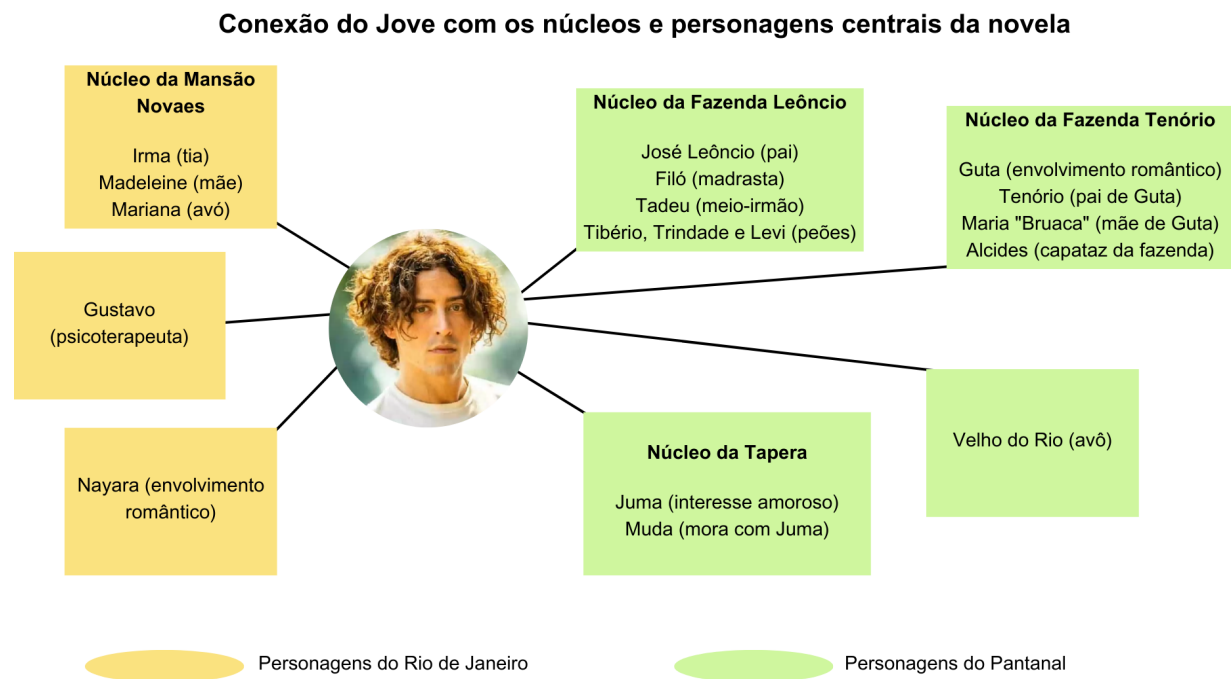 Conexão do Jove com os núcleos e personagens centrais da novela
Núcleo da Mansão
Novaes
Irma (tia)
Madeleine (mãe)
Mariana (avó)
Gustavo
(psicoterapeuta)
Nayara (envolvimento
romântico)
Núcleo da Fazenda Leôncio
José Leôncio (pai)
Filó (madrasta)
Tadeu (meio-irmão)
Tibério, Trindade e Levi (peões)
Núcleo da Fazenda Tenório
Guta (envolvimento romântico)
Tenório (pai de Guta)
Maria "Bruaca" (mãe de Guta)
Alcides (capataz da fazenda)
Núcleo da Tapera
Juma (interesse amoroso)
Muda (mora com Juma)
Velho do Rio (avô)
Personagens do Rio de Janeiro
Personagens do Pantanal